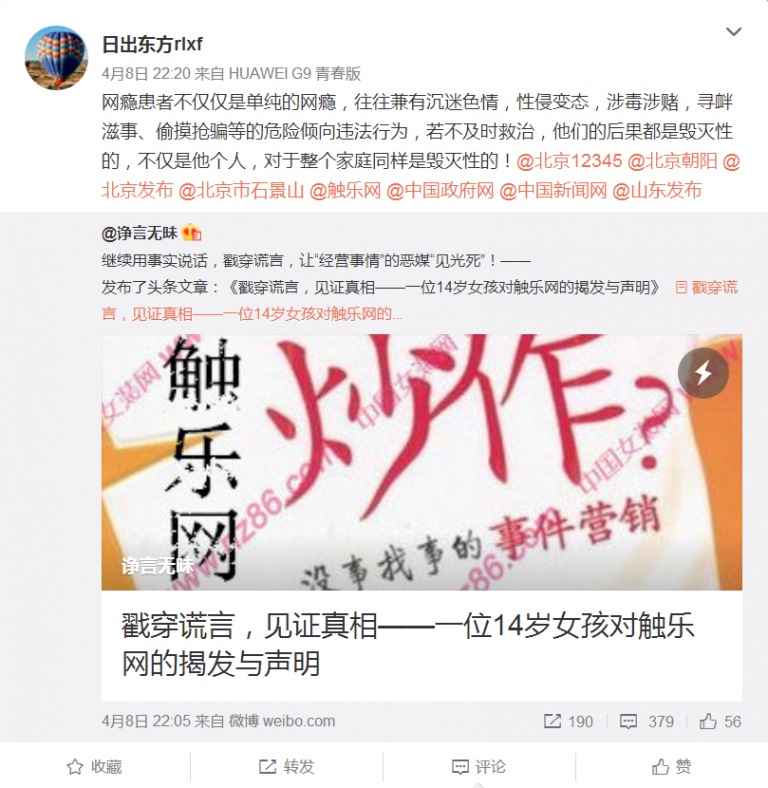 日出东方rlxf
4月8日 22:20 来自 HUAWEI G9 青春版
网瘾患者不仅仅是单纯的网瘾，往往兼有沉迷色情，性侵变态，涉毒涉赌，寻衅
滋事、偷摸抢骗等的危险倾向违法行为，若不及时救治，他们的后果都是毁灭性
的，不仅是他个人，对于整个家庭同样是毁灭性的！@北京12345 @北京朝阳 @
北京发布 @北京市石景山 @触乐网 @中国政府网 @中国新闻网 @山东发布
@诤言无昧
继续用事实说话，戳穿谎言，让“经营事情”的恶媒“见光死”！——
发布了头条文章：《戳穿谎言，见证真相——一位14岁女孩对触乐网的揭发与声明》 戳穿谎
言，见证真相——一位14岁女孩对触乐网的...
触乐网
炒作?
没事找事的事件营销
中国女装网
www.nz86.com
诤言无昧
戳穿谎言，见证真相——一位14岁女孩对触乐
网的揭发与声明
4月8日 22:05 来自 微博 weibo.com 190 379 56
收藏 转发 评论 赞